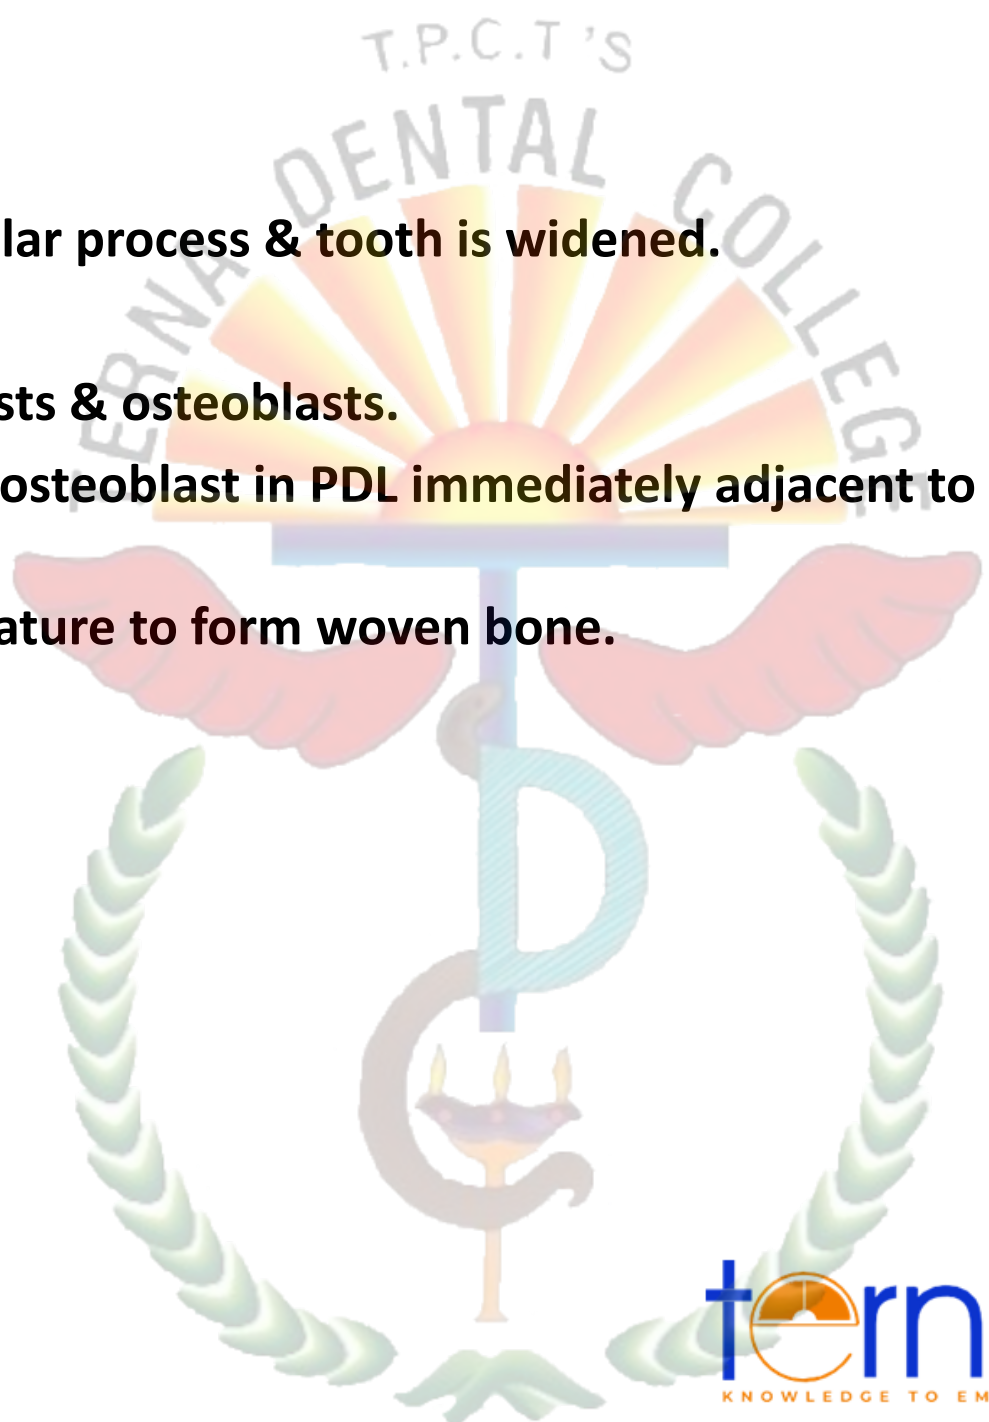 T.P.C.T'S
TERNA DENTAL COLLEGE
lar process & tooth is widened.
sts & osteoblasts.
osteoblast in PDL immediately adjacent to
ature to form woven bone.
tern
KNOWLEDGE TO EM